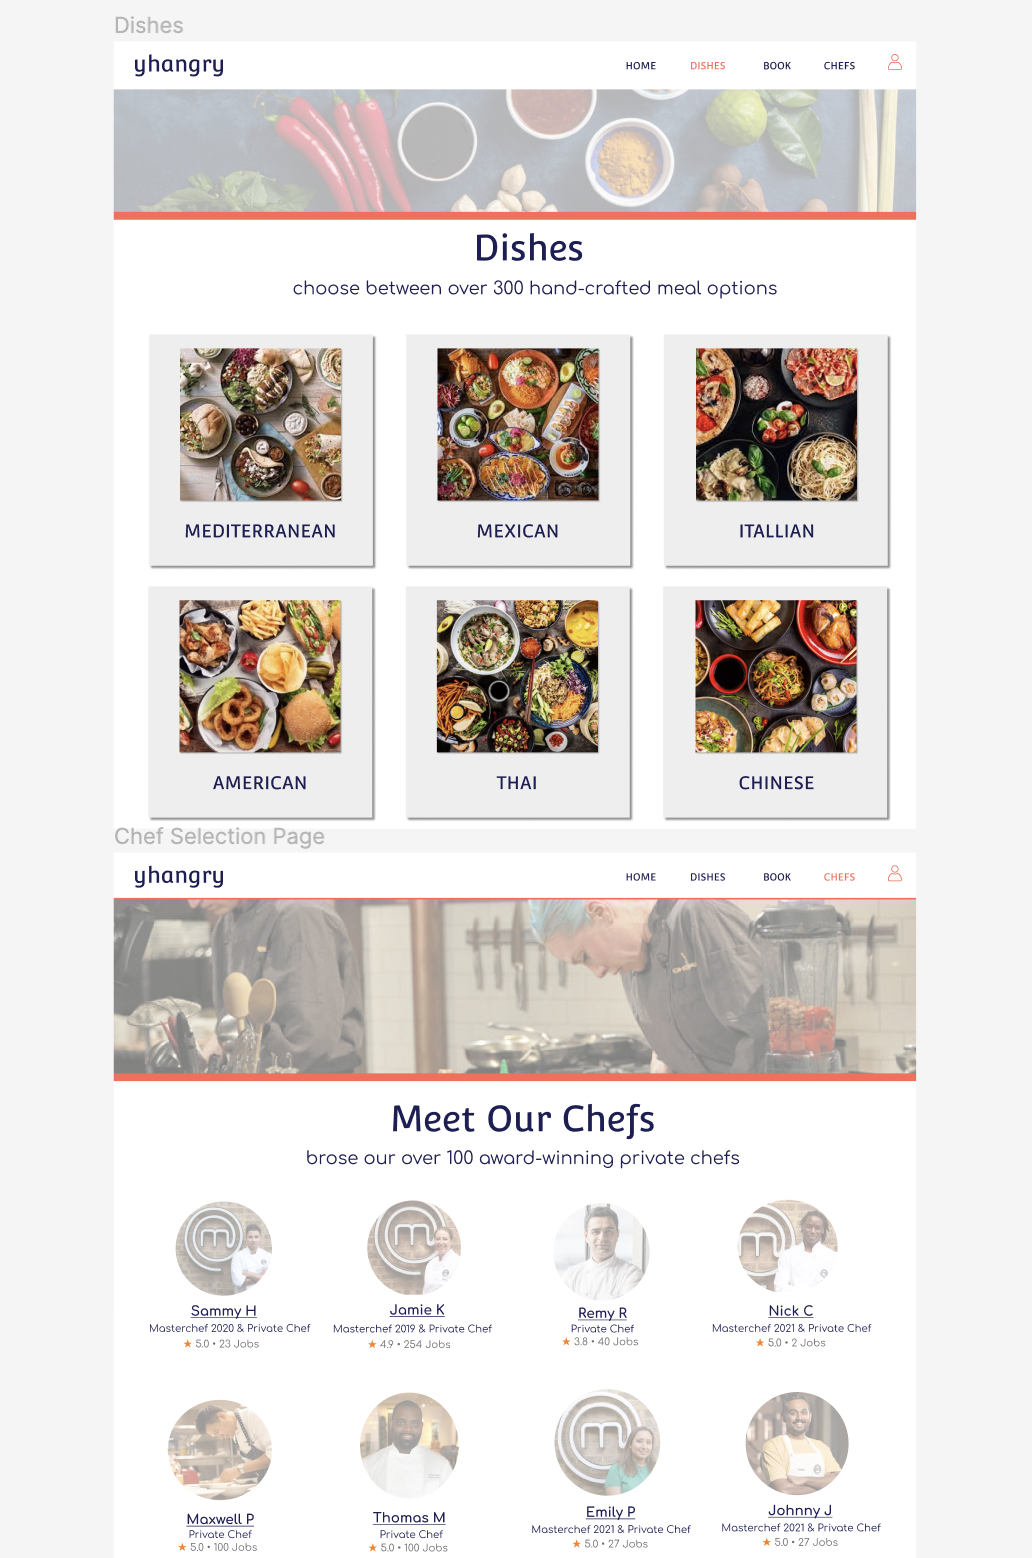 Dishes
yhangry
HOME DISHES BOOK CHEFS
Dishes
choose between over 300 hand-crafted meal options
MEDITERRANEAN MEXICAN ITALLIAN
AMERICAN THAI CHINESE
Chef Selection Page
yhangry
HOME DISHES BOOK CHEFS
Meet Our Chefs
brose our over 100 award-winning private chefs
Sammy H
Masterchef 2020 & Private Chef
★ 5.0 • 23 Jobs
Jamie K
Masterchef 2019 & Private Chef
★ 4.9 • 254 Jobs
Remy R
Private Chef
★ 3.8 • 40 Jobs
Nick C
Masterchef 2021 & Private Chef
★ 5.0 • 2 Jobs
Maxwell P
Private Chef
★ 5.0 • 100 Jobs
Thomas M
Private Chef
★ 5.0 • 100 Jobs
Emily P
Masterchef 2021 & Private Chef
★ 5.0 • 27 Jobs
Johnny J
Masterchef 2021 & Private Chef
★ 5.0 • 27 Jobs